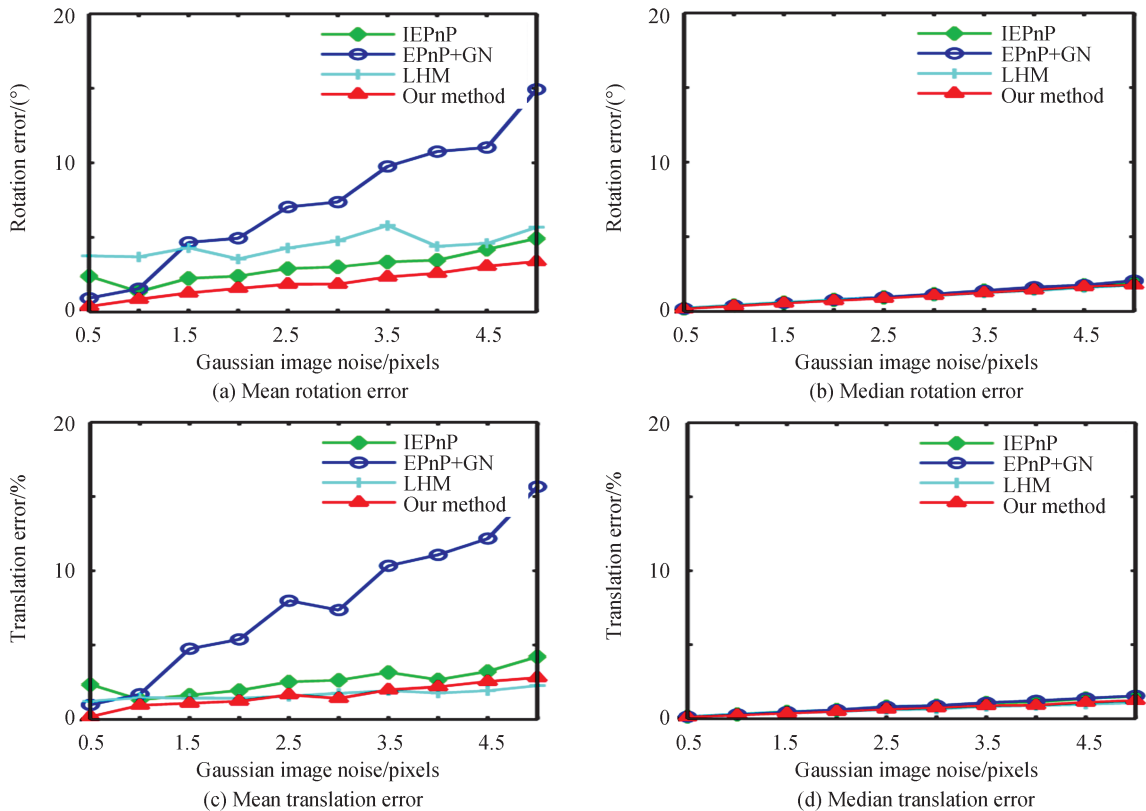 20
10
0
Rotation error/(°)
IEPnP
EPnP+GN
LHM
Our method
0.5 1.5 2.5 3.5 4.5
Gaussian image noise/pixels
(a) Mean rotation error
20
10
0
Rotation error/(°)
IEPnP
EPnP+GN
LHM
Our method
0.5 1.5 2.5 3.5 4.5
Gaussian image noise/pixels
(b) Median rotation error
20
10
0
Translation error/%
IEPnP
EPnP+GN
LHM
Our method
0.5 1.5 2.5 3.5 4.5
Gaussian image noise/pixels
(c) Mean translation error
20
10
0
Translation error/%
IEPnP
EPnP+GN
LHM
Our method
0.5 1.5 2.5 3.5 4.5
Gaussian image noise/pixels
(d) Median translation error